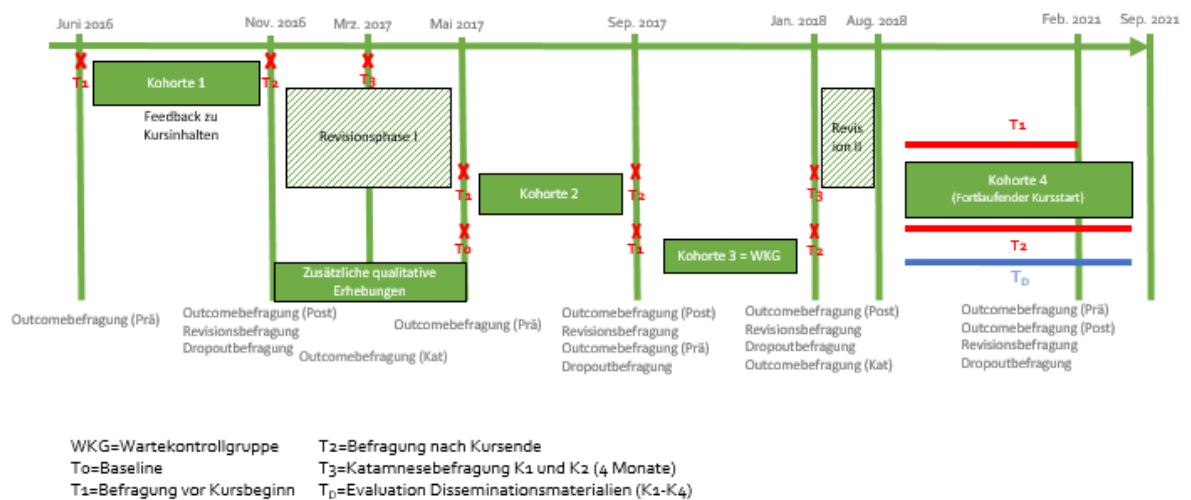 Juni 2016
Nov. 2016
Mrz. 2017
Mai 2017
Sep. 2017
Jan. 2018
Aug. 2018
Feb. 2021
Sep. 2021
T1
Kohorte 1
T2
T3
Feedback zu
Kursinhalten
Revisionsphase I
Revis
ion II
T1
T1
Kohorte 2
T2
T3
Kohorte 4
(Fortlaufender Kursstart)
T0
T1
Kohorte 3 = WKG
T2
T2
Zusätzliche qualitative
Erhebungen
TD
Outcomebefragung (Prä)
Outcomebefragung (Post)
Revisionsbefragung
Dropoutbefragung
Outcomebefragung (Kat)
Outcomebefragung (Prä)
Outcomebefragung (Post)
Revisionsbefragung
Outcomebefragung (Prä)
Dropoutbefragung
Outcomebefragung (Post)
Revisionsbefragung
Dropoutbefragung
Outcomebefragung (Kat)
Outcomebefragung (Prä)
Outcomebefragung (Post)
Revisionsbefragung
Dropoutbefragung
WKG=Wartekontrollgruppe
T0=Baseline
T1=Befragung vor Kursbeginn
T2=Befragung nach Kursende
T3=Katamnesebefragung K1 und K2 (4 Monate)
TD=Evaluation Disseminationsmaterialien (K1-K4)